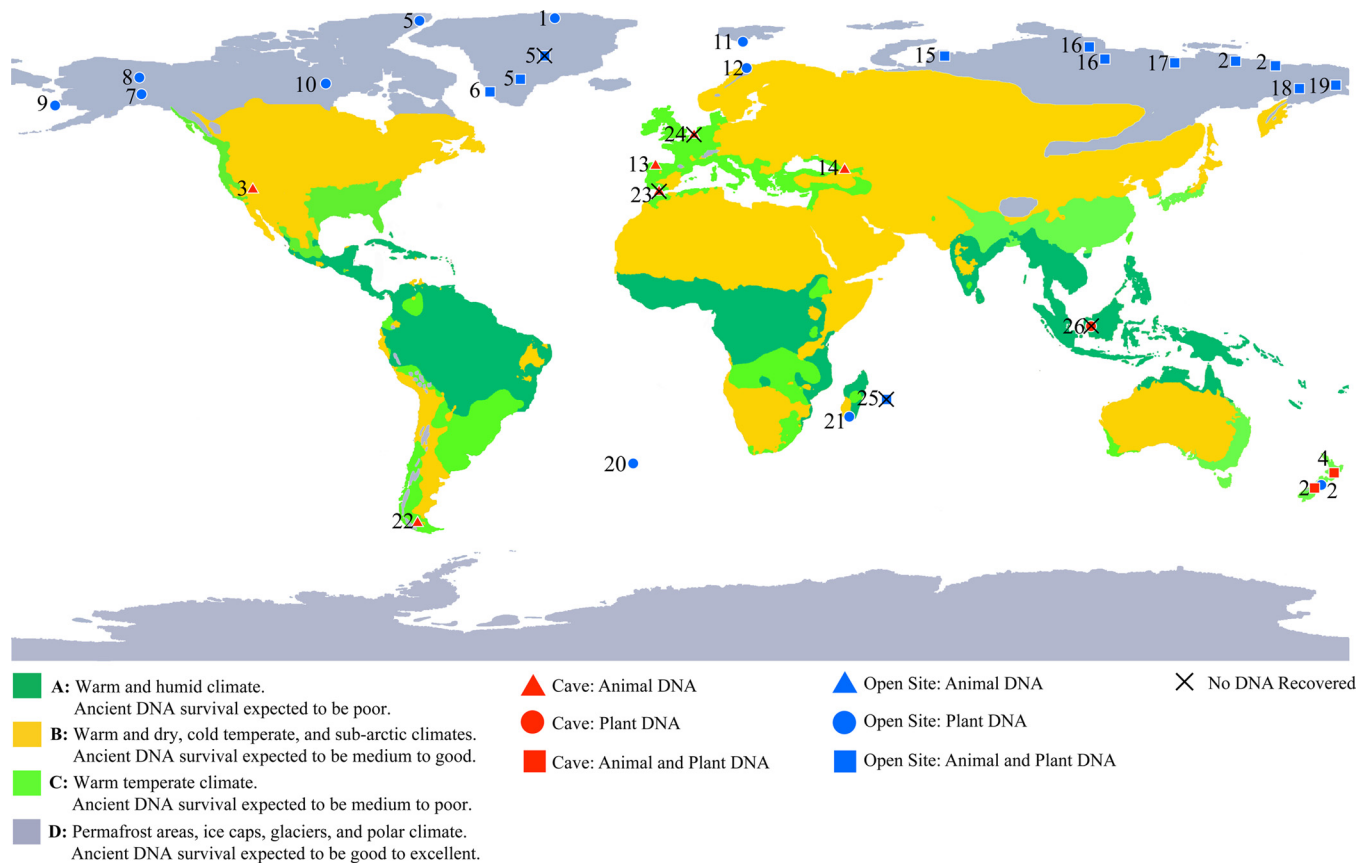 5
1
11
5
16
15
16
17
2
2
8
12
10
5
6
18
19
9
7
24
13
14
3
23
26
25
21
20
4
2
2
22
A: Warm and humid climate.
Ancient DNA survival expected to be poor.
B: Warm and dry, cold temperate, and sub-arctic climates.
Ancient DNA survival expected to be medium to good.
C: Warm temperate climate.
Ancient DNA survival expected to be medium to poor.
D: Permafrost areas, ice caps, glaciers, and polar climate.
Ancient DNA survival expected to be good to excellent.
Cave: Animal DNA
Cave: Plant DNA
Cave: Animal and Plant DNA
Open Site: Animal DNA
Open Site: Plant DNA
Open Site: Animal and Plant DNA
No DNA Recovered